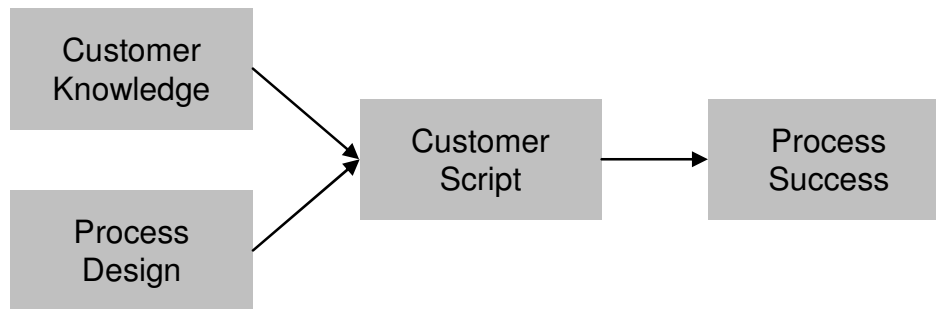 Customer
Knowledge
Process
Design
Customer
Script
Process
Success